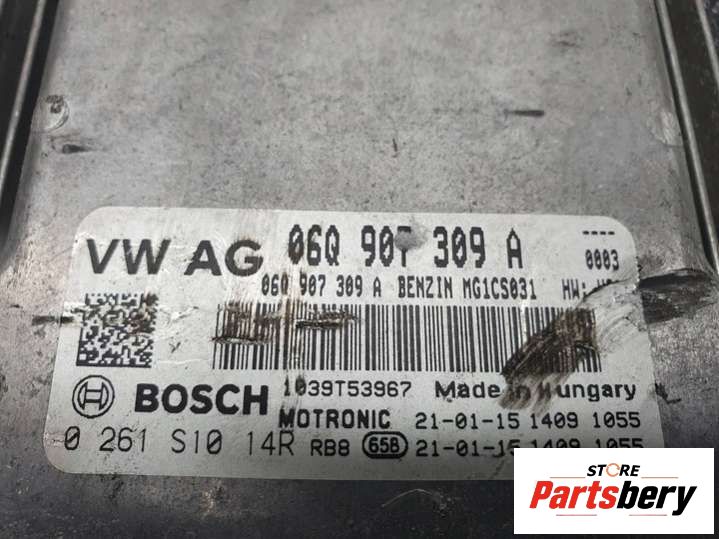 VW AG 06Q 907 309 A
----
0003
06Q 907 309 A BENZIN MG1CS031 HW:
BOSCH
1039T53967 Made in Hungary
MOTRONIC 21-01-15 1409 1055
0 261 S10 14R RB8 65B 21-01-15 1409 1055
STORE
Partsbery